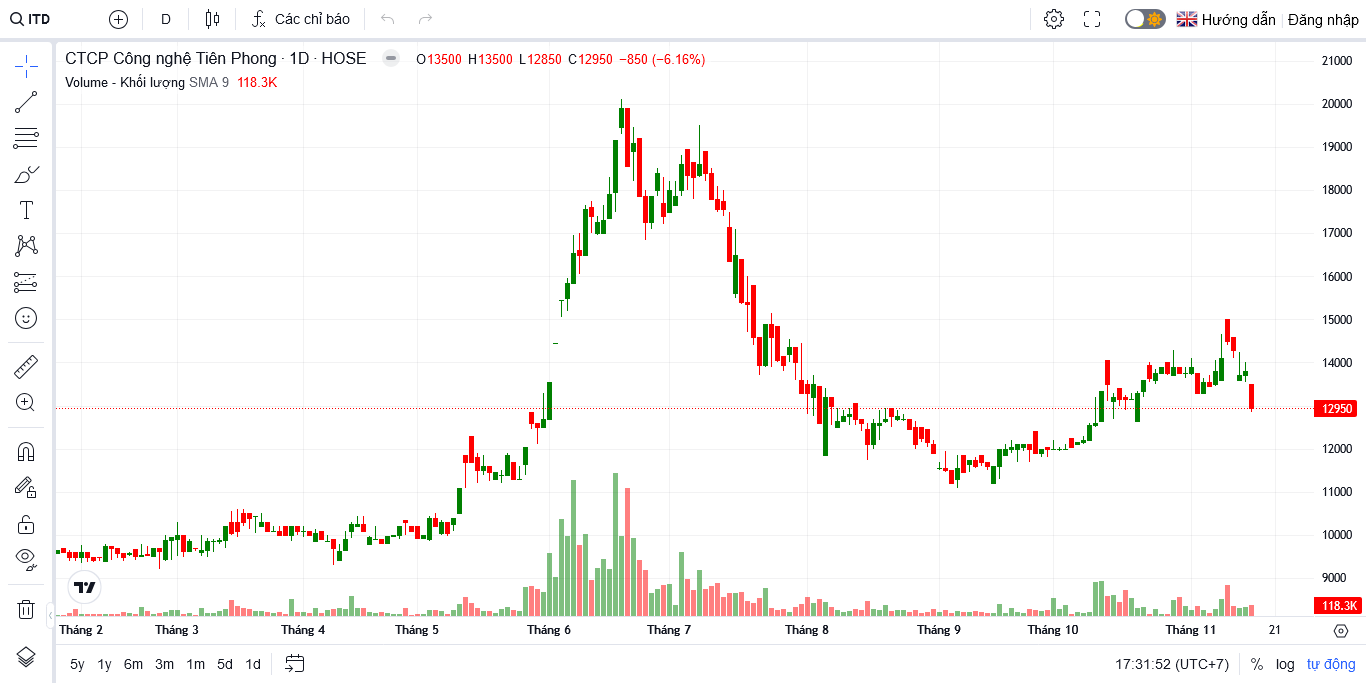 ITD D Các chỉ báo Hướng dẫn Đăng nhập
CTCP Công nghệ Tiên Phong · 1D · HOSE O13500 H13500 L12850 C12950 −850 (−6.16%)
Volume - Khối lượng SMA 9 118.3K
21000
20000
19000
18000
17000
16000
15000
14000
12950
12000
11000
10000
9000
118.3K
Tháng 2 Tháng 3 Tháng 4 Tháng 5 Tháng 6 Tháng 7 Tháng 8 Tháng 9 Tháng 10 Tháng 11 21
5y 1y 6m 3m 1m 5d 1d 17:31:52 (UTC+7) % log tự động